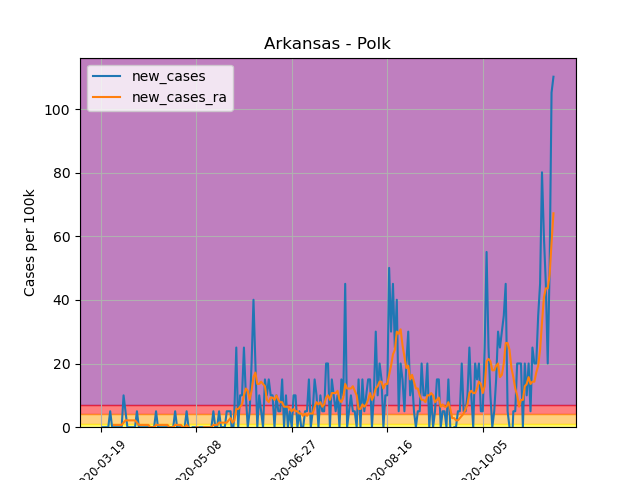 Arkansas - Polk
new_cases
new_cases_ra
Cases per 100k
100
80
60
40
20
0
020-03-19
020-05-08
020-06-27
020-08-16
020-10-05